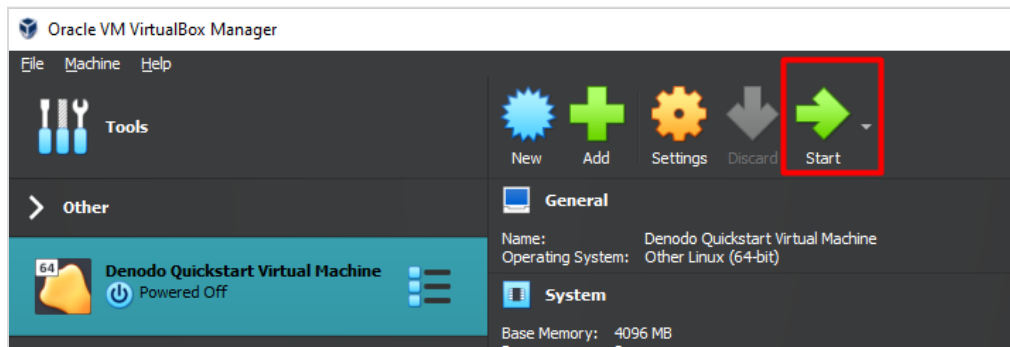 Oracle VM VirtualBox Manager
File Machine Help
Tools
New Add Settings Discard Start
Other
64
Denodo Quickstart Virtual Machine
Powered Off
General
Name: Denodo Quickstart Virtual Machine
Operating System: Other Linux (64-bit)
System
Base Memory: 4096 MB